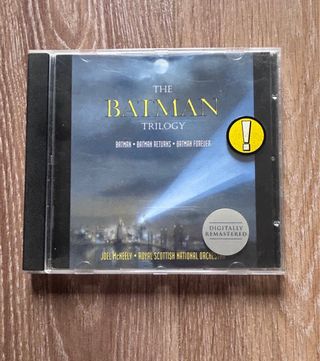 THE
BATMAN
TRILOGY
BATMAN • BATMAN RETURNS • BATMAN FOREVER
!
DIGITALLY
REMASTERED
JOEL McNEELY • ROYAL SCOTTISH NATIONAL ORCHESTRA